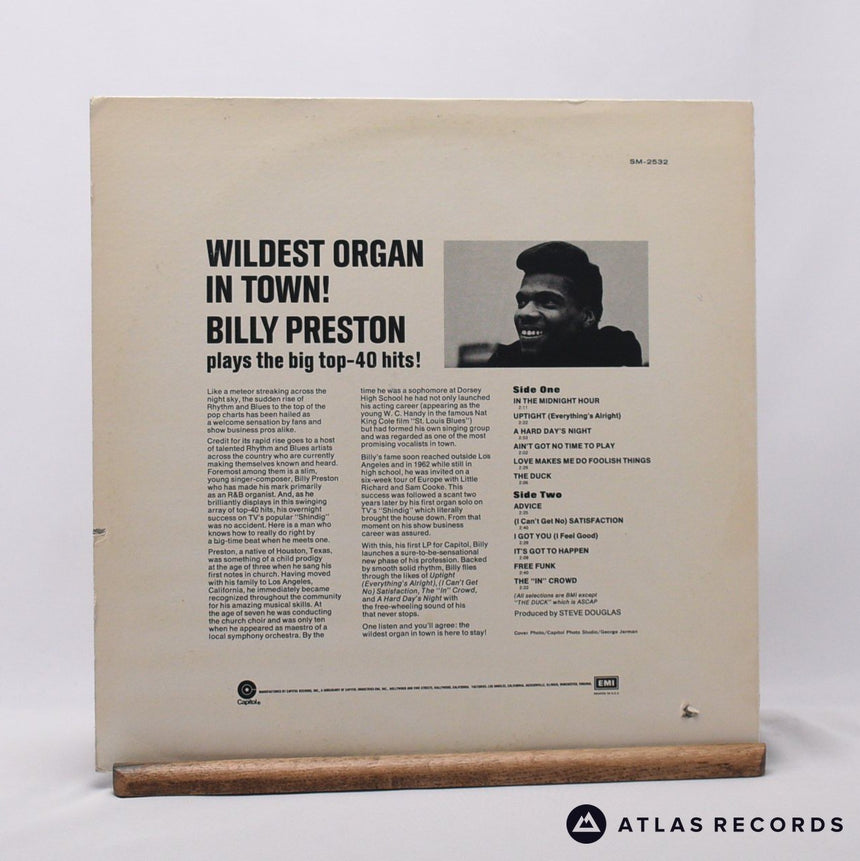 SM-2532
WILDEST ORGAN
IN TOWN!
BILLY PRESTON
plays the big top-40 hits!
Like a meteor streaking across the
night sky, the sudden rise of
Rhythm and Blues to the top of the
pop charts has been hailed as
a welcome sensation by fans and
show business pros alike.
Credit for its rapid rise goes to a host
of talented Rhythm and Blues artists
across the country who are currently
making themselves known and heard.
Foremost among them is a slim,
young singer-composer, Billy Preston
who has made his mark primarily
as an R&B organist. And, as he
brilliantly displays in this swinging
array of top-40 hits, his overnight
success on TV's popular "Shindig"
was no accident. Here is a man who
knows how to really do right by
a big-time beat when he meets one.
Preston, a native of Houston, Texas,
was something of a child prodigy
at the age of three when he sang his
first notes in church. Having moved
with his family to Los Angeles,
California, he immediately became
recognized throughout the community
for his amazing musical skills. At
the age of seven he was conducting
the church choir and was only ten
when he appeared as maestro of a
local symphony orchestra. By the
time he was a sophomore at Dorsey
High School he had not only launched
his acting career (appearing as the
young W. C. Handy in the famous Nat
King Cole film "St. Louis Blues")
but had formed his own singing group
and was regarded as one of the most
promising vocalists in town.
Billy's fame soon reached outside Los
Angeles and in 1962 while still in
high school, he was invited on a
six-week tour of Europe with Little
Richard and Sam Cooke. This
success was followed a scant two
years later by his first organ solo on
TV's "Shindig" which literally
brought the house down. From that
moment on his show business
career was assured.
With this, his first LP for Capitol, Billy
launches a sure-to-be-sensational
new phase of his profession. Backed
by smooth solid rhythm, Billy flies
through the likes of Uptight
(Everything's Alright), (I Can't Get
No) Satisfaction, The "In" Crowd,
and A Hard Day's Night with
the free-wheeling sound of his
that never stops.
One listen and you'll agree: the
wildest organ in town is here to stay!
Side One
IN THE MIDNIGHT HOUR
2:11
UPTIGHT (Everything's Alright)
2:32
A HARD DAY'S NIGHT
AIN'T GOT NO TIME TO PLAY
LOVE MAKES ME DO FOOLISH THINGS
THE DUCK
Side Two
ADVICE
(I Can't Get No) SATISFACTION
I GOT YOU (I Feel Good)
IT'S GOT TO HAPPEN
FREE FUNK
THE "IN" CROWD
(All selections are BMI except
"THE DUCK" which is ASCAP
Produced by STEVE DOUGLAS
Cover Photo/Capitol Photo Studio/George Jerman
Capitol
EMI
ATLAS RECORDS